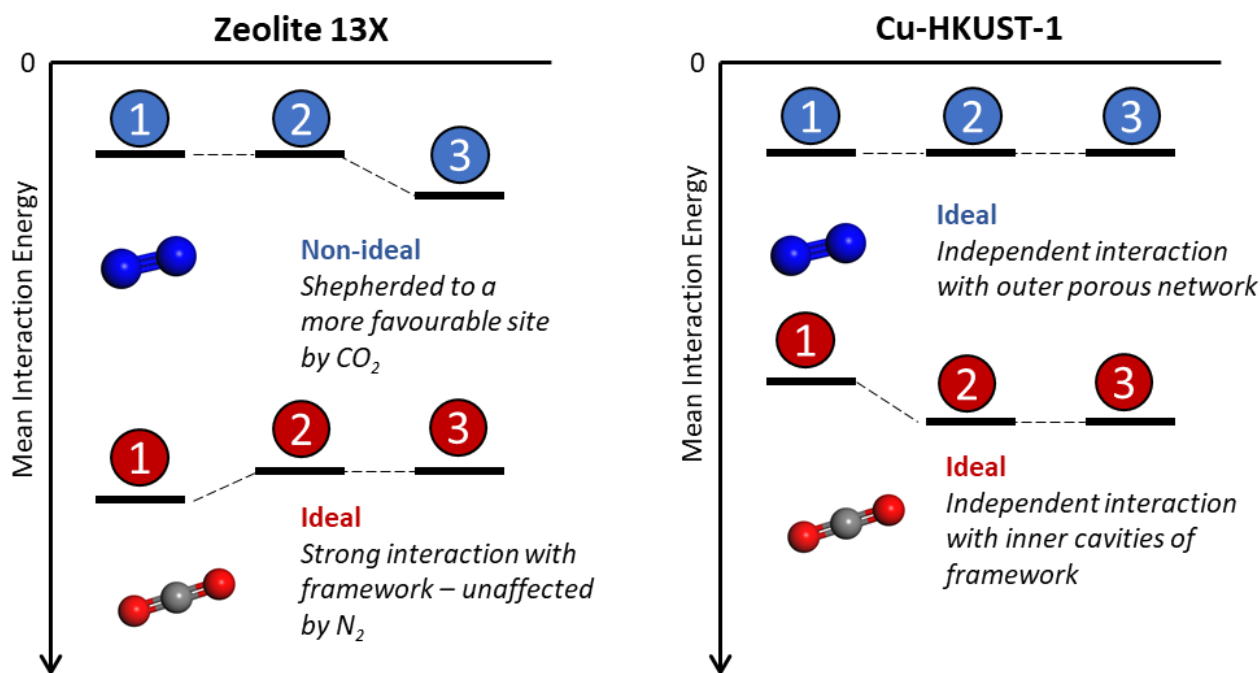 Zeolite 13X
0
Mean Interaction Energy
1
2
3
Non-ideal
Shepherded to a
more favourable site
by CO₂
1
2
3
Ideal
Strong interaction with
framework – unaffected
by N₂
Cu-HKUST-1
0
Mean Interaction Energy
1
2
3
Ideal
Independent interaction
with outer porous network
1
2
3
Ideal
Independent interaction
with inner cavities of
framework